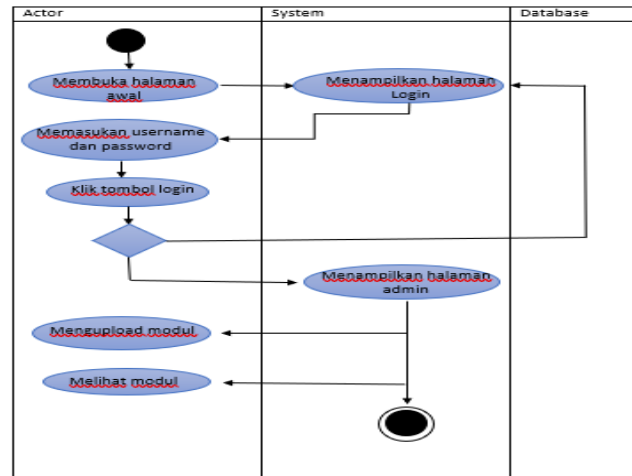 Actor
System
Database
Membuka halaman
awal
Menampilkan halaman
Login
Memasukan username
dan password
Klik tombol login
Menampilkan halaman
admin
Mengupload modul
Melihat modul